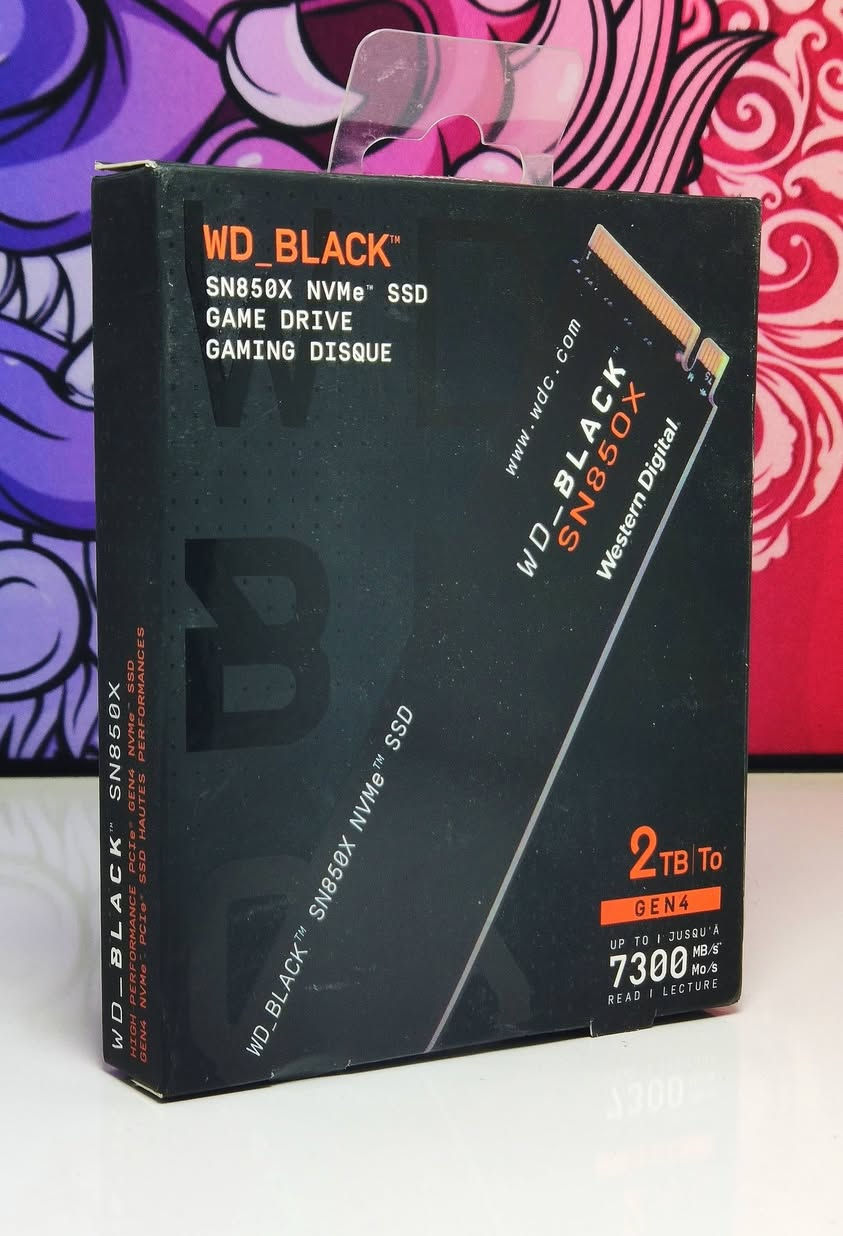 WD_BLACK™
SN850X NVMe™ SSD
GAME DRIVE
GAMING DISQUE
www.wdc.com
WD_BLACK™
SN850X
Western Digital
WD_BLACK™ SN850X NVMe™ SSD
2TB|To
GEN4
UP TO | JUSQU'À
7300 MB/s
Mo/s
READ | LECTURE
WD_BLACK™ SN850X
HIGH PERFORMANCE PCIe® GEN4 NVMe™ SSD
GEN4 NVMe™ PCIe® SSD HAUTES PERFORMANCES